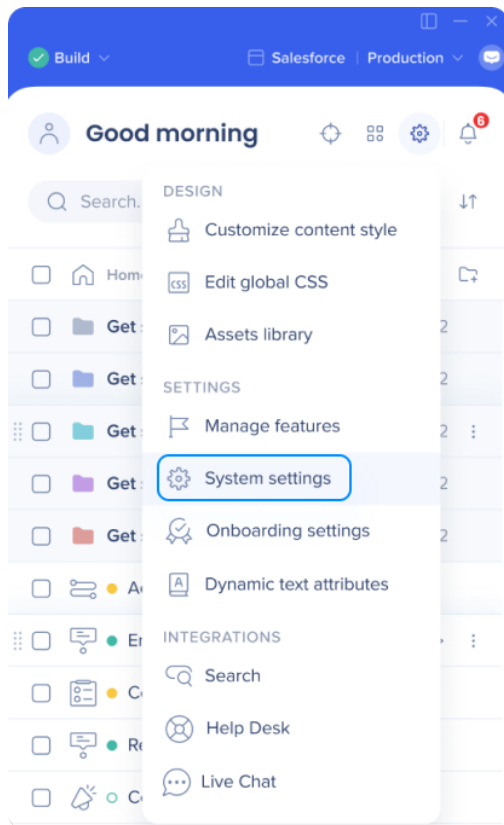 Build
Salesforce | Production
Good morning
6
Search.
DESIGN
Customize content style
Home
css Edit global CSS
Get
2
Assets library
Get
2
SETTINGS
Get
Manage features
2
Get
System settings
2
Get
Onboarding settings
2
A Dynamic text attributes
INTEGRATIONS
Search
Help Desk
Live Chat